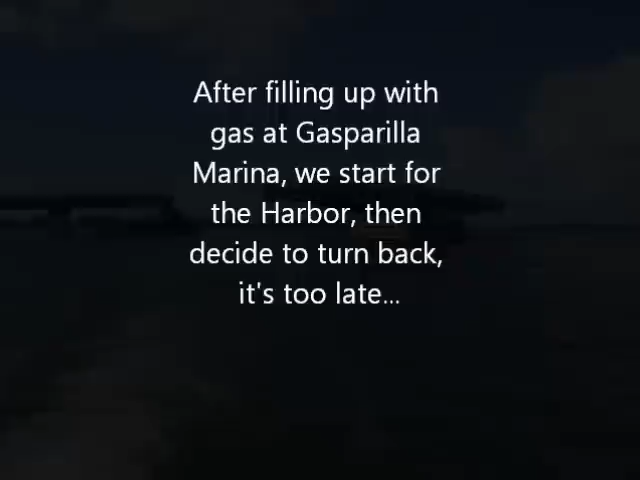 After filling up with
gas at Gasparilla
Marina, we start for
the Harbor, then
decide to turn back,
it's too late...